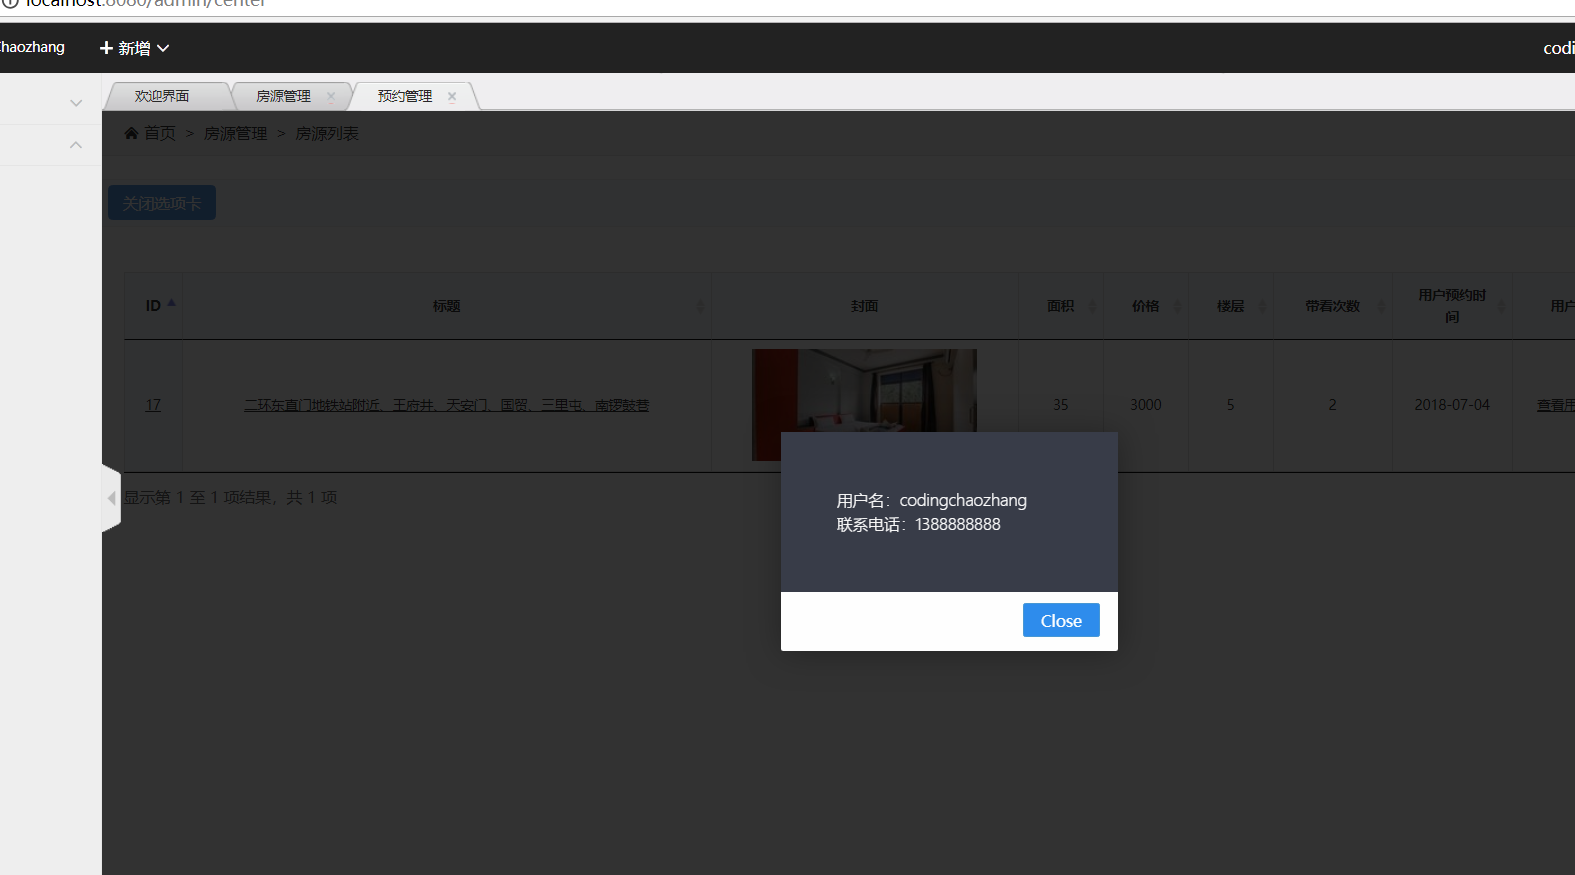 localhost:8080/admin/center
Chaozhang
新增
codi
欢迎界面
房源管理
预约管理
首页 > 房源管理 > 房源列表
关闭选项卡
ID 标题 封面 面积 价格 楼层 带看次数 用户预约时间 用户
17 二环东直门地铁站附近、王府井、天安门、国贸、三里屯、南锣鼓巷 35 3000 5 2 2018-07-04 查看用
显示第 1 至 1 项结果，共 1 项
用户名：codingchaozhang
联系电话：1388888888
Close